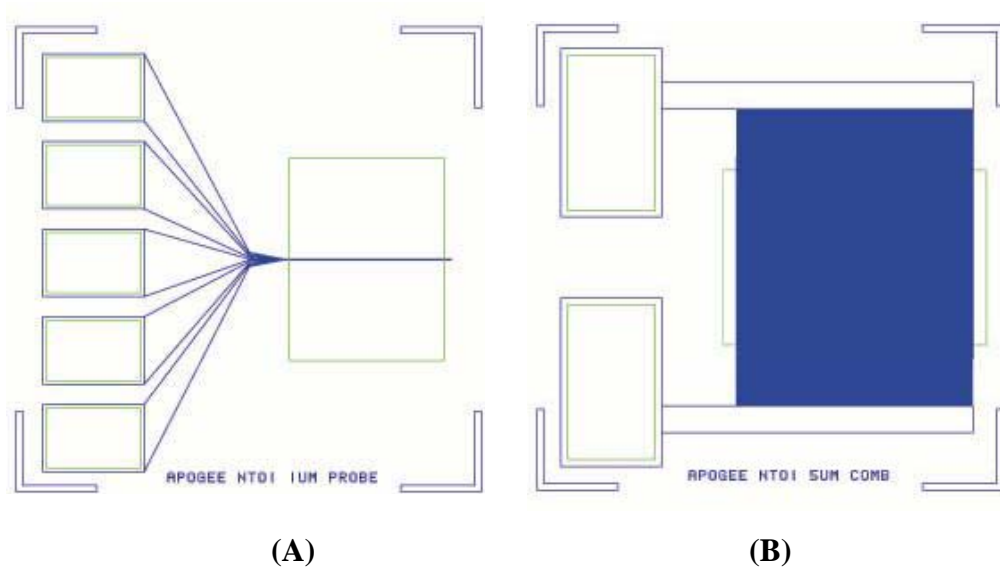 APOGEE NT01 1UM PROBE
APOGEE NT01 5UM COMB
(A)
(B)